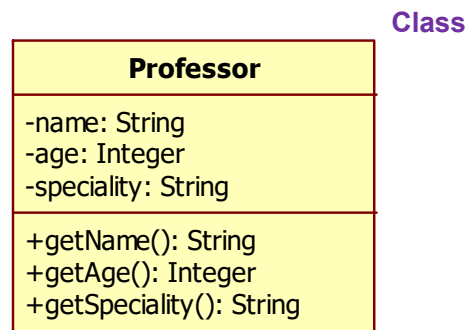 Class
Professor
-name: String
-age: Integer
-speciality: String
+getName(): String
+getAge(): Integer
+getSpeciality(): String